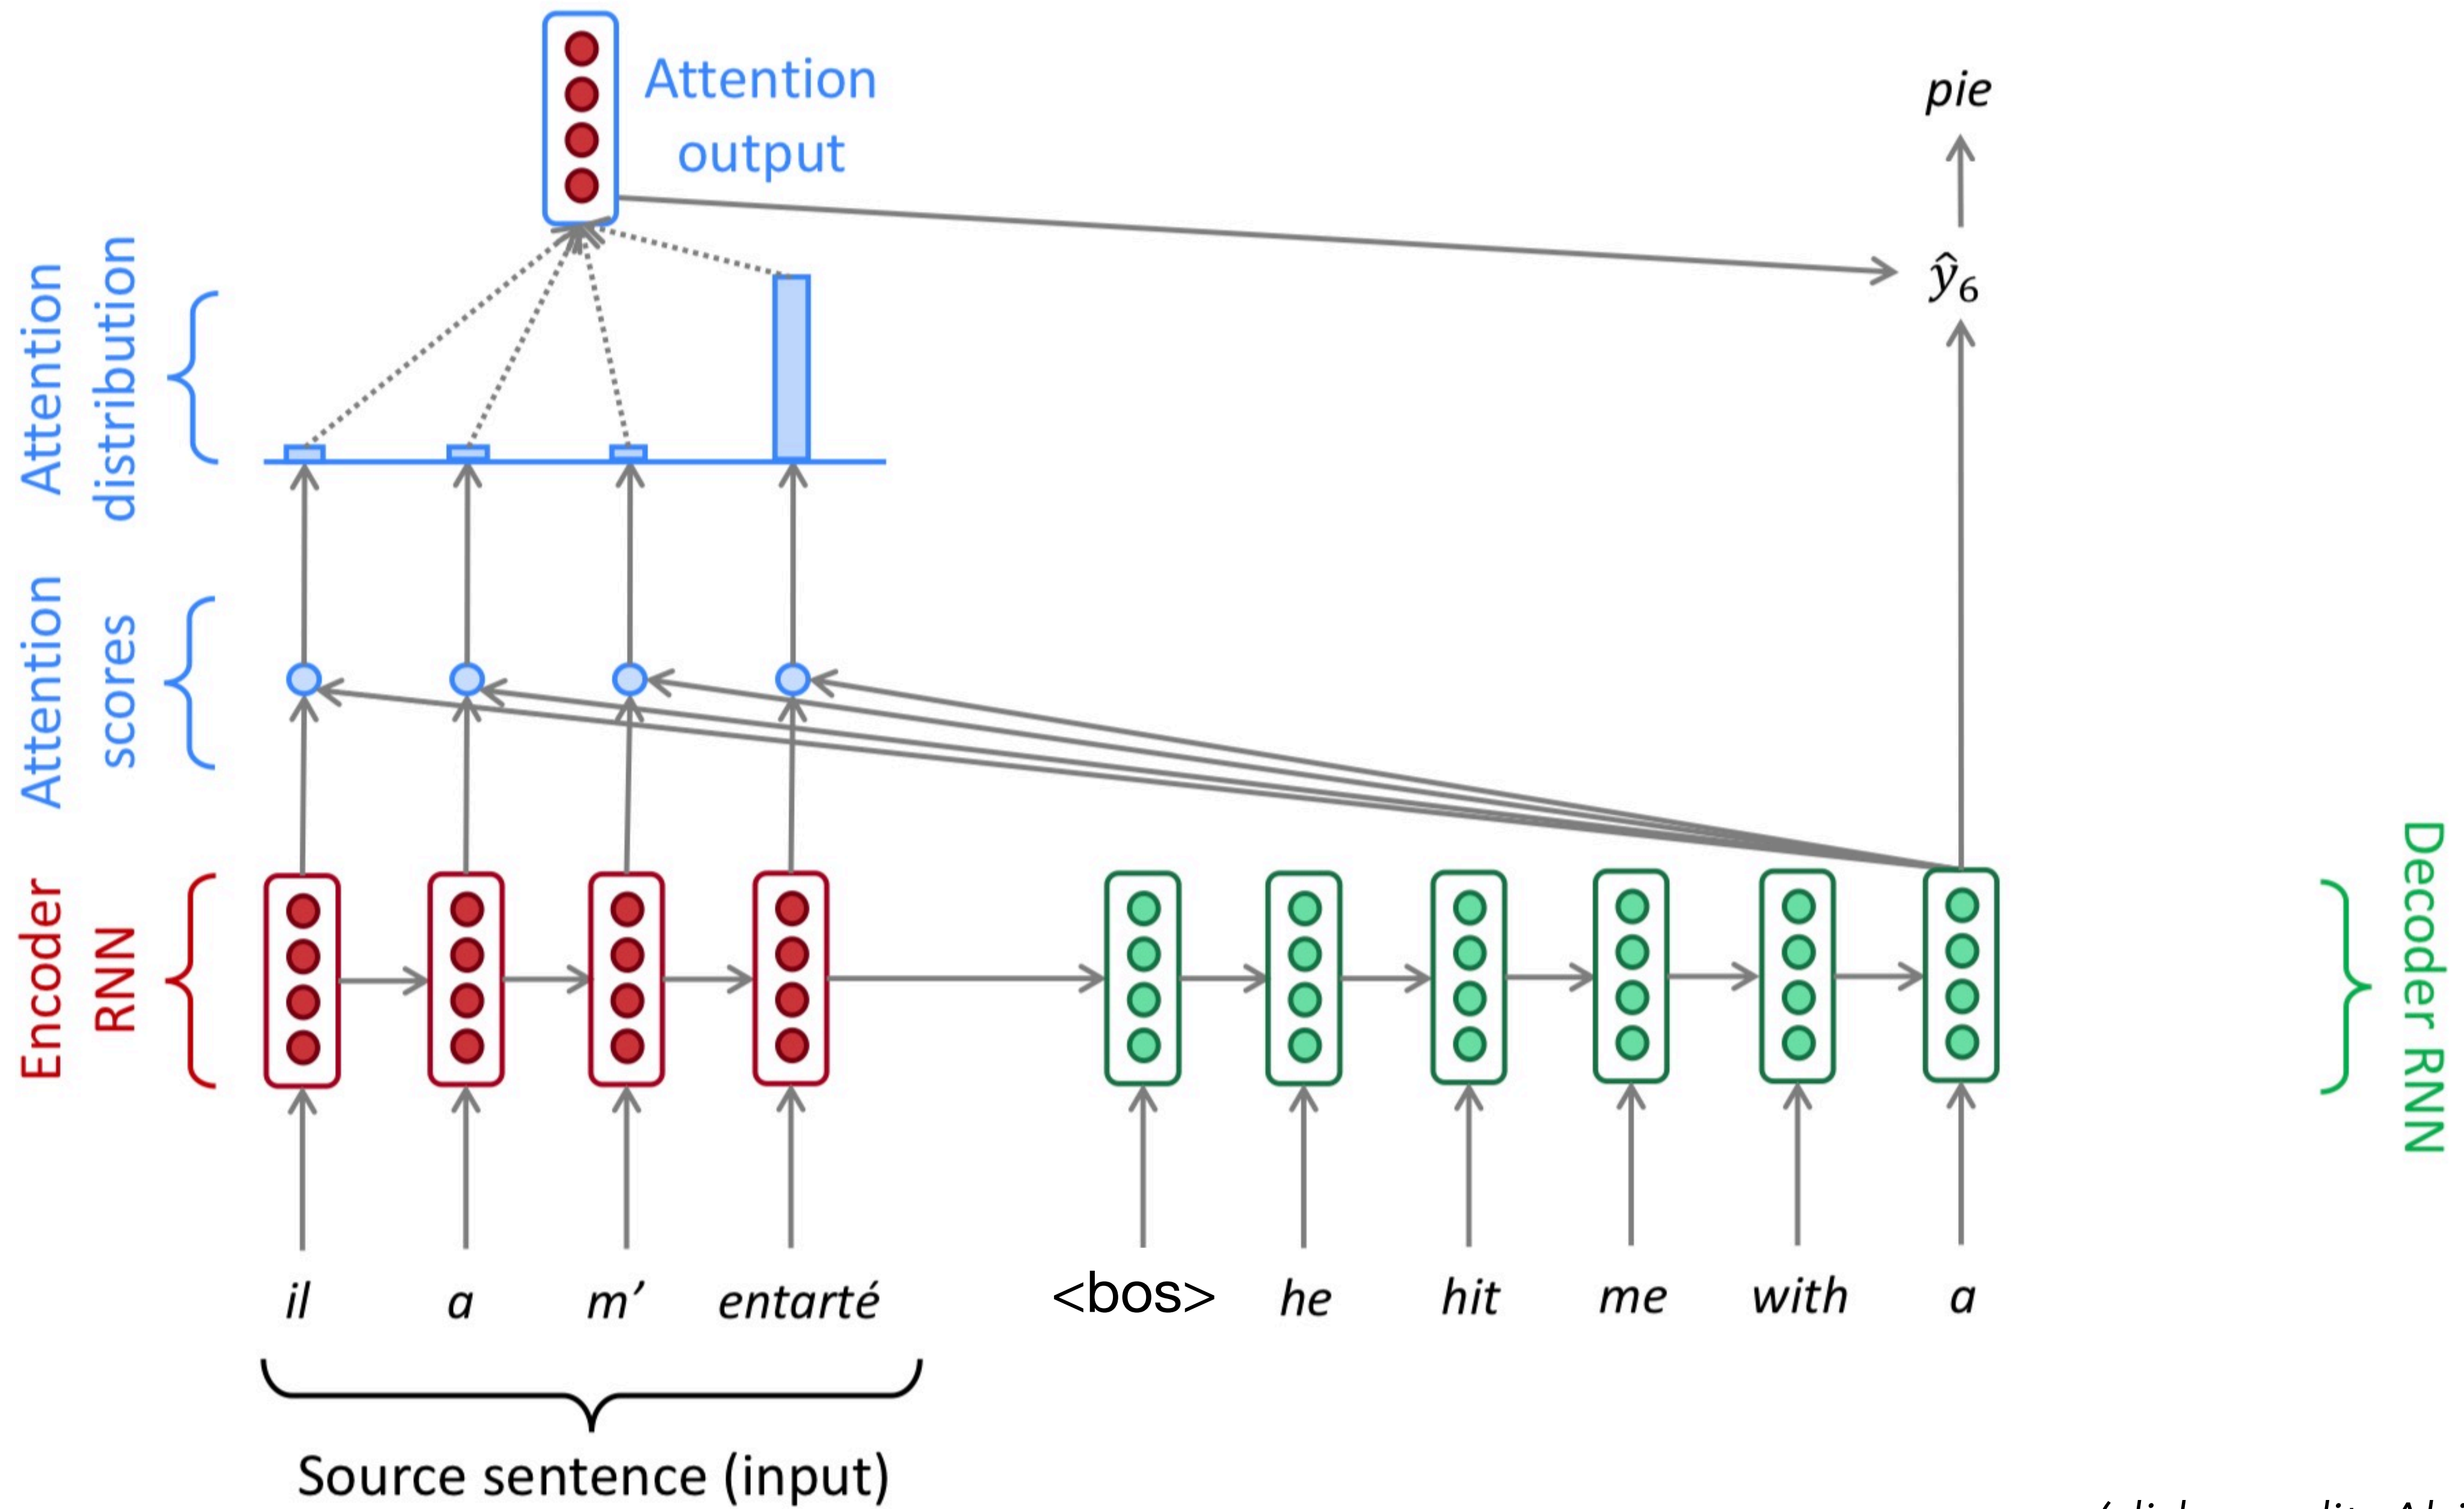 Attention
output
pie
ŷ6
Attention
distribution
Attention
scores
Encoder
RNN
Decoder RNN
il a m’ entarté <bos> he hit me with a
Source sentence (input)